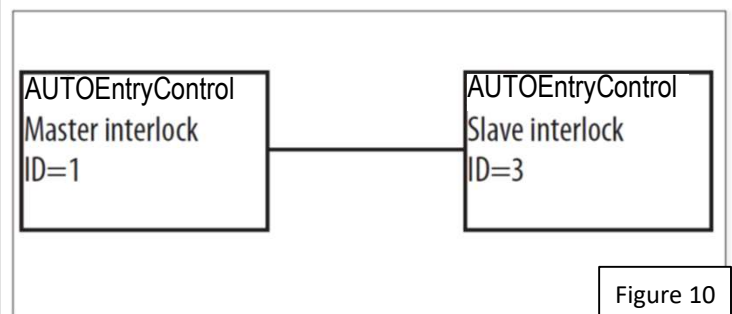 AUTOEntryControl
Master interlock
ID=1
AUTOEntryControl
Slave interlock
ID=3
Figure 10